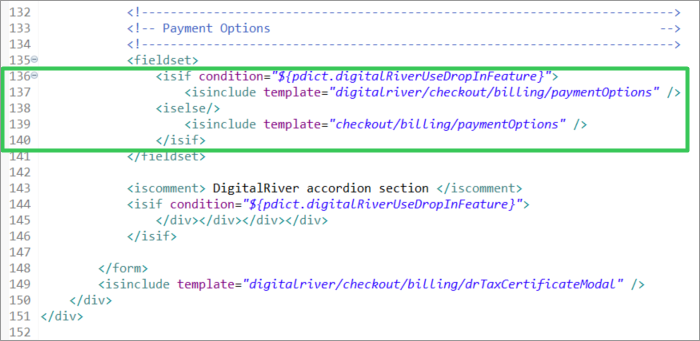 132 <!------------------------------------------------------------------------>
133 <!-- Payment Options -->
134 <!------------------------------------------------------------------------>
135 <fieldset>
136 <isif condition="${pdict.digitalRiverUseDropInFeature}">
137 <isinclude template="digitalriver/checkout/billing/paymentOptions" />
138 <iselse/>
139 <isinclude template="checkout/billing/paymentOptions" />
140 </isif>
141 </fieldset>
142
143 <iscomment> DigitalRiver accordion section </iscomment>
144 <isif condition="${pdict.digitalRiverUseDropInFeature}">
145 </div></div></div></div>
146 </isif>
147
148 </form>
149 <isinclude template="digitalriver/checkout/billing/drTaxCertificateModal" />
150 </div>
151 </div>
152